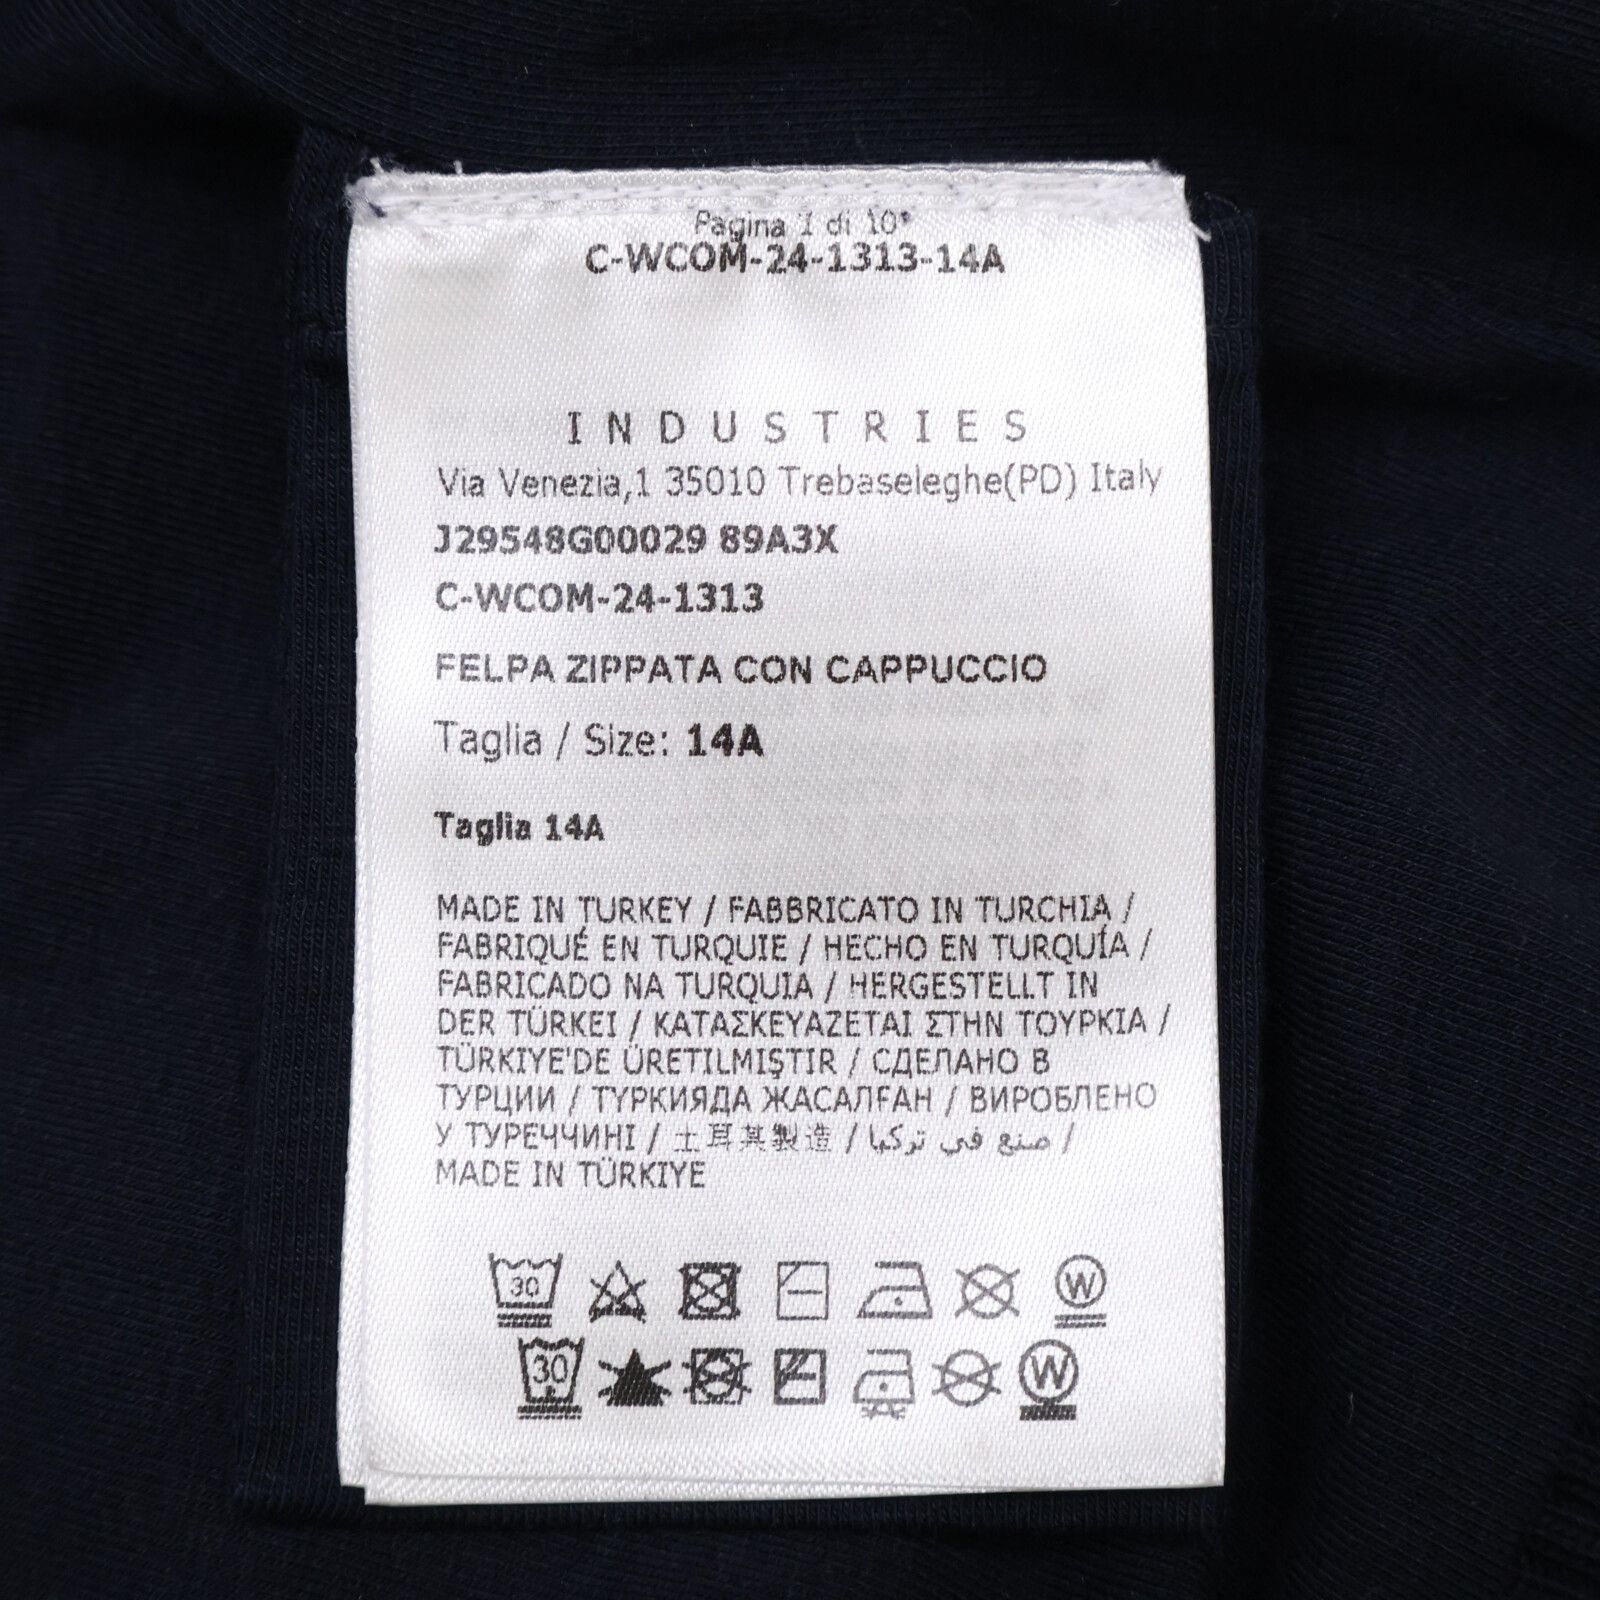 Pagina 1 di 10*
C-WCOM-24-1313-14A
INDUSTRIES
Via Venezia,1 35010 Trebaseleghe(PD) Italy
J29548G00029 89A3X
C-WCOM-24-1313
FELPA ZIPPATA CON CAPPUCCIO
Taglia / Size: 14A
Taglia 14A
MADE IN TURKEY / FABBRICATO IN TURCHIA /
FABRIQUÉ EN TURQUIE / HECHO EN TURQUÍA /
FABRICADO NA TURQUIA / HERGESTELLT IN
DER TÜRKEI / ΚΑΤΑΣΚΕΥΑΖΕΤΑΙ ΣΤΗΝ ΤΟΥΡΚΙΑ /
TÜRKIYE'DE ÜRETILMIŞTIR / СДЕЛАНО В
ТУРЦИИ / ТҮРКИЯДА ЖАСАЛҒАН / ВИРОБЛЕНО
У ТУРЕЧЧИНІ / 土耳其製造 / صنع في تركيا /
MADE IN TÜRKIYE
30 W
30 W